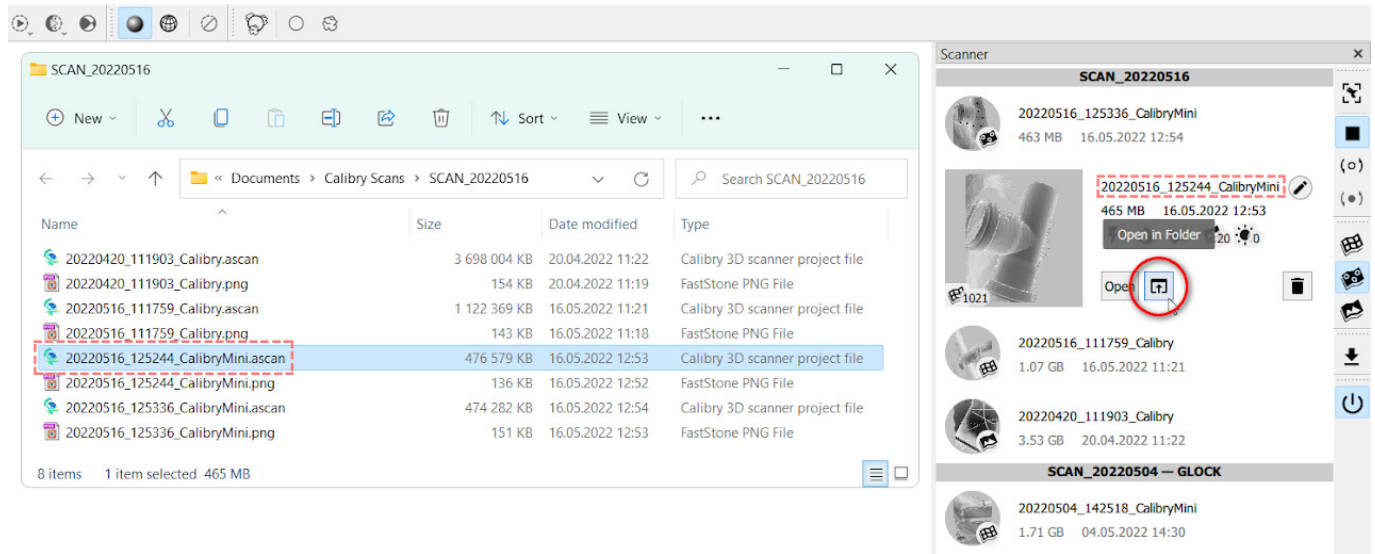 SCAN_20220516
New
Sort
View
Documents
Calibry Scans
SCAN_20220516
Search SCAN_20220516
Name Size Date modified Type
20220420_111903_Calibry.ascan 3 698 004 KB 20.04.2022 11:22 Calibry 3D scanner project file
20220420_111903_Calibry.png 154 KB 20.04.2022 11:19 FastStone PNG File
20220516_111759_Calibry.ascan 1 122 369 KB 16.05.2022 11:21 Calibry 3D scanner project file
20220516_111759_Calibry.png 143 KB 16.05.2022 11:18 FastStone PNG File
20220516_125244_CalibryMini.ascan 476 579 KB 16.05.2022 12:53 Calibry 3D scanner project file
20220516_125244_CalibryMini.png 136 KB 16.05.2022 12:52 FastStone PNG File
20220516_125336_CalibryMini.ascan 474 282 KB 16.05.2022 12:54 Calibry 3D scanner project file
20220516_125336_CalibryMini.png 151 KB 16.05.2022 12:53 FastStone PNG File
8 items 1 item selected 465 MB
Scanner
SCAN_20220516
20220516_125336_CalibryMini
463 MB 16.05.2022 12:54
20220516_125244_CalibryMini
465 MB 16.05.2022 12:53
Open in Folder 20 0
Open
1021
20220516_111759_Calibry
1.07 GB 16.05.2022 11:21
20220420_111903_Calibry
3.53 GB 20.04.2022 11:22
SCAN_20220504 — GLOCK
20220504_142518_CalibryMini
1.71 GB 04.05.2022 14:30